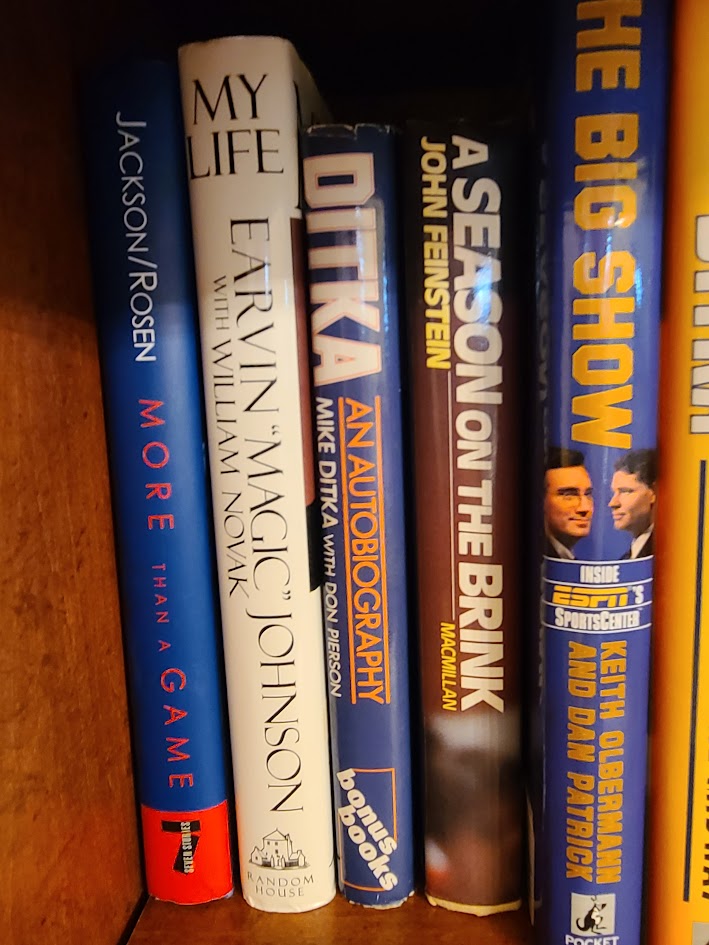 JACKSON/ROSEN
MORE THAN A GAME
7
SEVEN STORIES
MY
LIFE
EARVIN "MAGIC" JOHNSON
WITH WILLIAM NOVAK
RANDOM
HOUSE
DITKA
AN AUTOBIOGRAPHY
MIKE DITKA WITH DON PIERSON
bonus
books
A SEASON ON THE BRINK
JOHN FEINSTEIN
MACMILLAN
THE BIG SHOW
INSIDE
ESPN'S
SPORTSCENTER
KEITH OLBERMANN
AND DAN PATRICK
POCKET